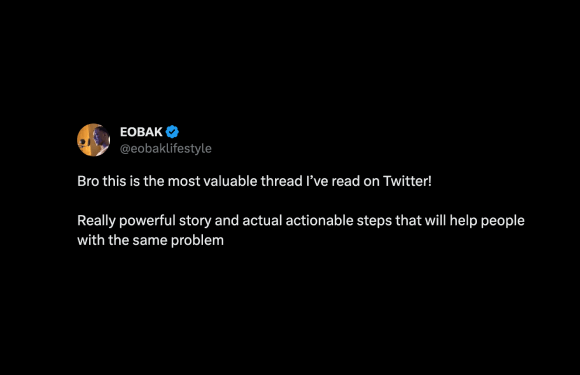 EOBAK
@eobaklifestyle
Bro this is the most valuable thread I’ve read on Twitter!
Really powerful story and actual actionable steps that will help people
with the same problem